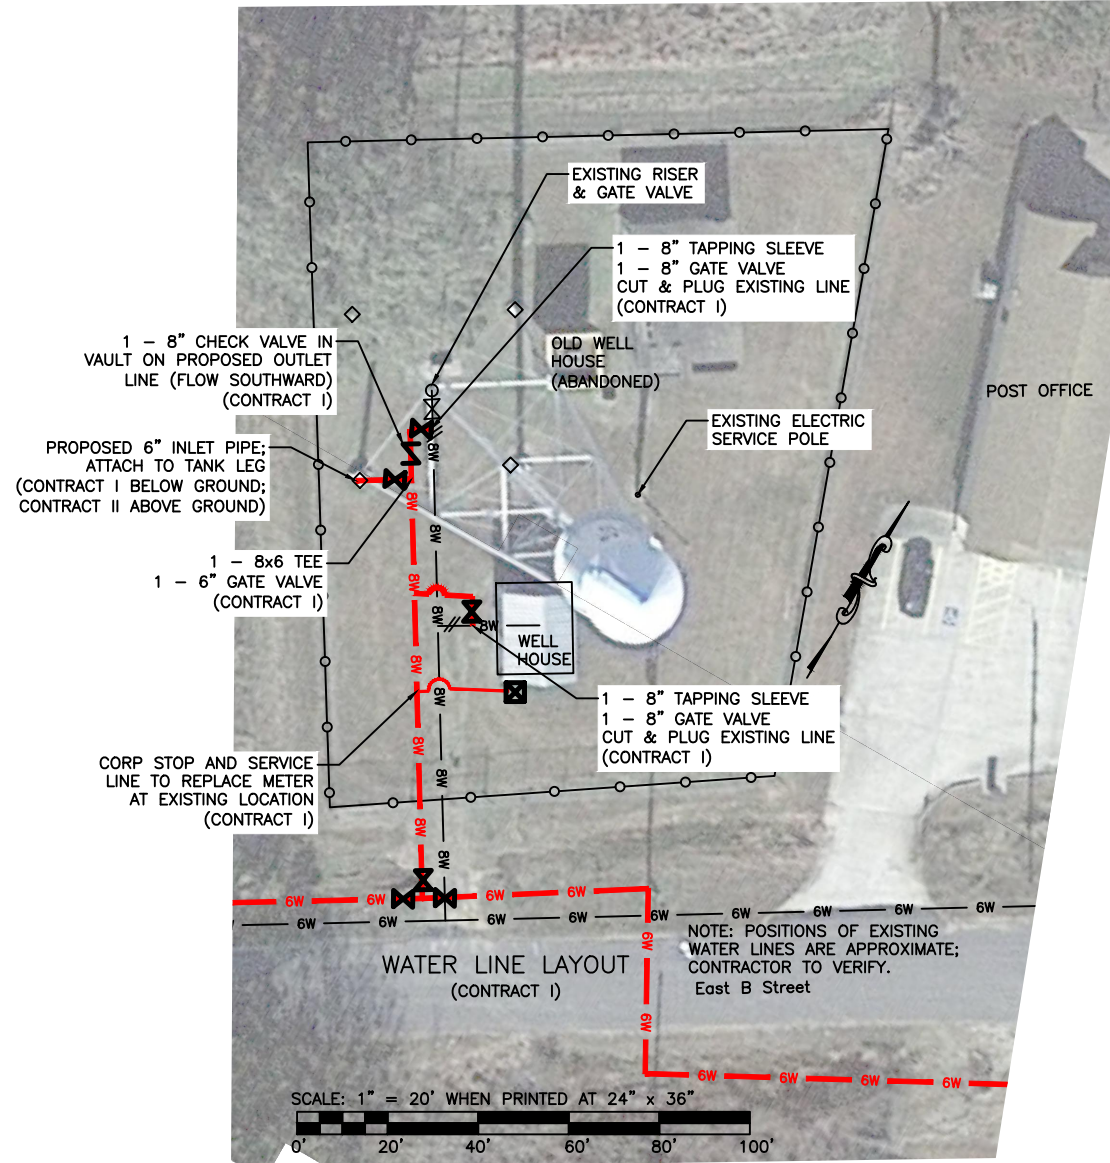 EXISTING RISER
& GATE VALVE
1 – 8" TAPPING SLEEVE
1 – 8" GATE VALVE
CUT & PLUG EXISTING LINE
(CONTRACT I)
1 – 8" CHECK VALVE IN
VAULT ON PROPOSED OUTLET
LINE (FLOW SOUTHWARD)
(CONTRACT I)
OLD WELL
HOUSE
(ABANDONED)
POST OFFICE
EXISTING ELECTRIC
SERVICE POLE
PROPOSED 6" INLET PIPE;
ATTACH TO TANK LEG
(CONTRACT I BELOW GROUND;
CONTRACT II ABOVE GROUND)
8W
8W
8W
1 – 8x6 TEE
1 – 6" GATE VALVE
(CONTRACT I)
8W
8W
8W
WELL
HOUSE
8W
8W
1 – 8" TAPPING SLEEVE
1 – 8" GATE VALVE
CUT & PLUG EXISTING LINE
(CONTRACT I)
CORP STOP AND SERVICE
LINE TO REPLACE METER
AT EXISTING LOCATION
(CONTRACT I)
8W
8W
8W
8W
6W
6W
6W
6W
6W
6W
6W
6W
6W
6W
6W
6W
6W
6W
NOTE: POSITIONS OF EXISTING
WATER LINES ARE APPROXIMATE;
CONTRACTOR TO VERIFY.
East B Street
WATER LINE LAYOUT
(CONTRACT I)
6W
6W
6W
6W
6W
SCALE: 1" = 20' WHEN PRINTED AT 24" x 36"
0' 20' 40' 60' 80' 100'